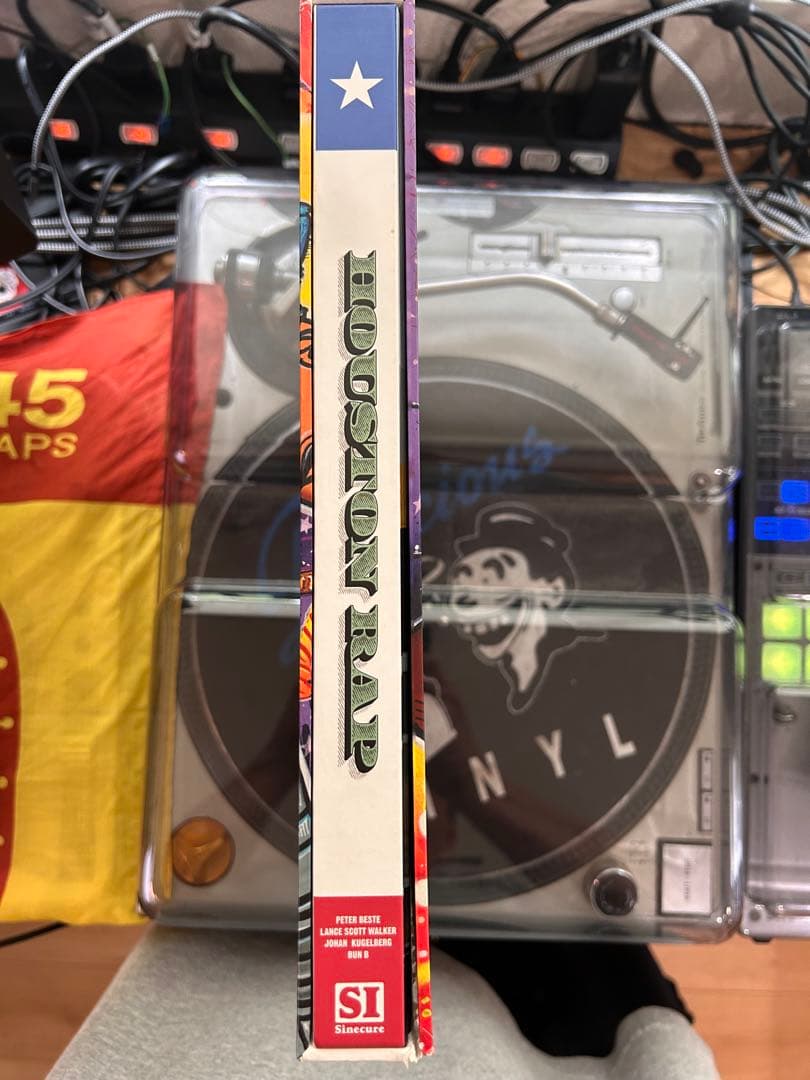 HOUSTON RAP
PETER BESTE
LANCE SCOTT WALKER
JOHAN KUGELBERG
BUN B
SI
Sinecure
45
APS
NYL